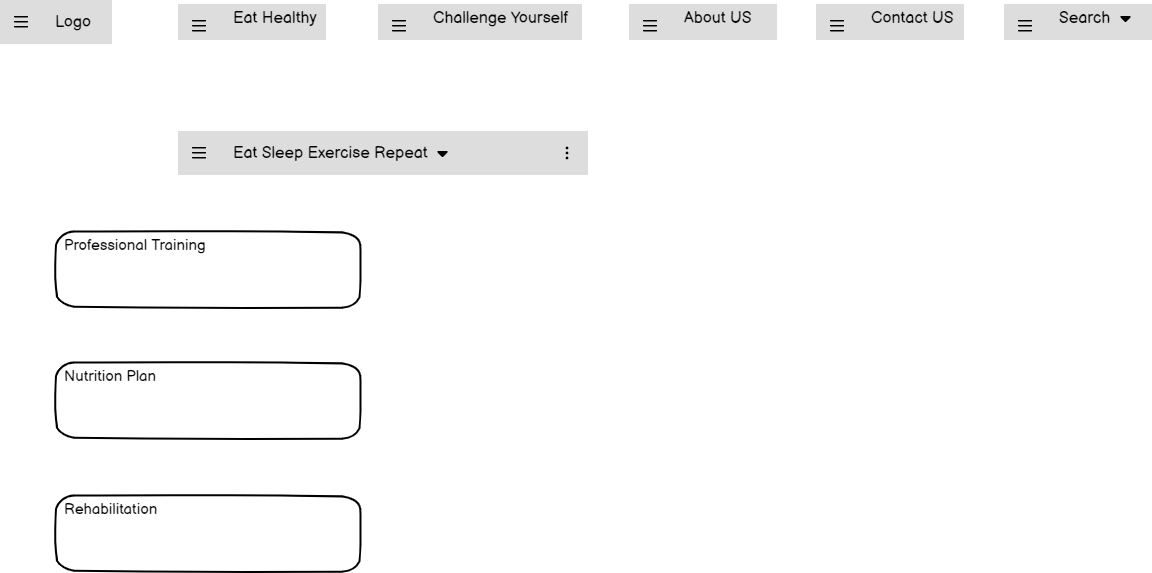 Logo
Eat Healthy
Challenge Yourself
About US
Contact US
Search
Eat Sleep Exercise Repeat
Professional Training
Nutrition Plan
Rehabilitation